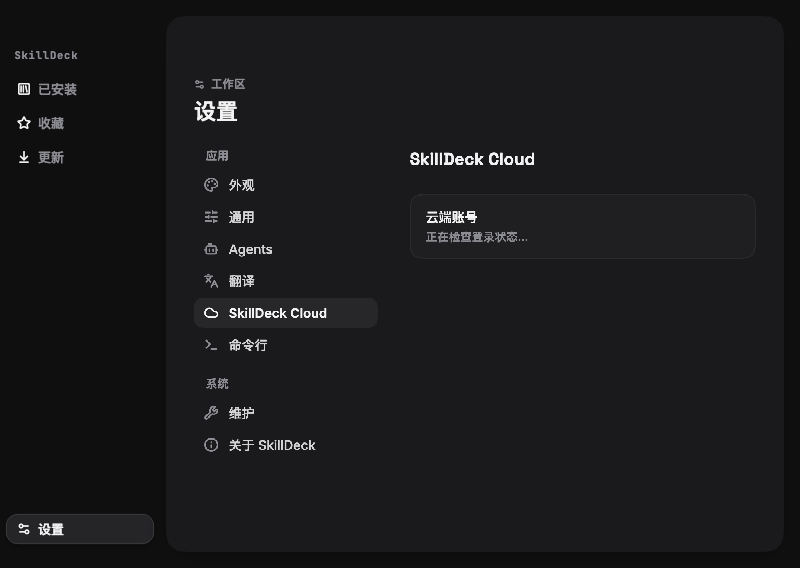 SkillDeck
已安装
收藏
更新
设置
工作区
设置
应用
外观
通用
Agents
翻译
SkillDeck Cloud
命令行
系统
维护
关于 SkillDeck
SkillDeck Cloud
云端账号
正在检查登录状态...